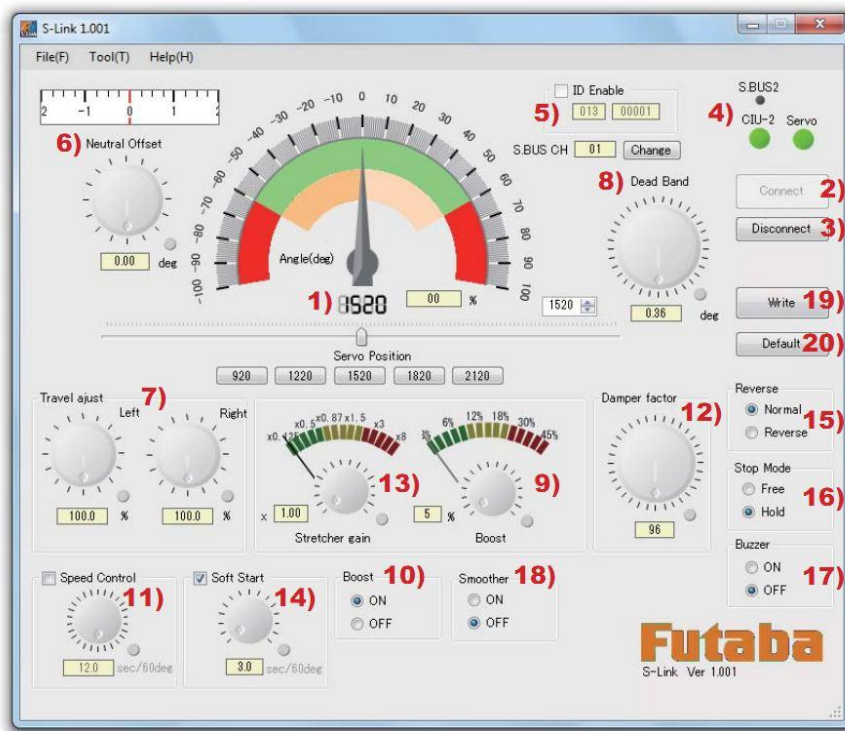 S-Link 1.001
File(F) Tool(T) Help(H)
2 -1 0 1 2
6)
Neutral Offset
0.00 deg
-100 -90 -80 -70 -60 -50 -40 -30 -20 -10 0 10 20 30 40 50 60 70 80 90 100
Angle(deg)
1) 1520 00 %
1520
ID Enable
5) 013 00001
S.BUS CH 01 Change
S.BUS2
4) CIU-2 Servo
8) Dead Band
0.36 deg
Connect 2)
Disconnect 3)
Write 19)
Default 20)
Servo Position
920 1220 1520 1820 2120
Travel ajust 7)
Left Right
100.0 % 100.0 %
x0.125 x0.5 x0.87 x1.5 x3 x8
13)
x 1.00
Stretcher gain
6% 12% 18% 30% 45%
9)
5 %
Boost
Damper factor
12)
96
Reverse
Normal
Reverse
15)
Stop Mode
Free
Hold
16)
Buzzer
ON
OFF
17)
Speed Control
11)
12.0 sec/60deg
Soft Start
14)
3.0 sec/60deg
Boost 10)
ON
OFF
Smoother 18)
ON
OFF
Futaba
S-Link Ver 1.001